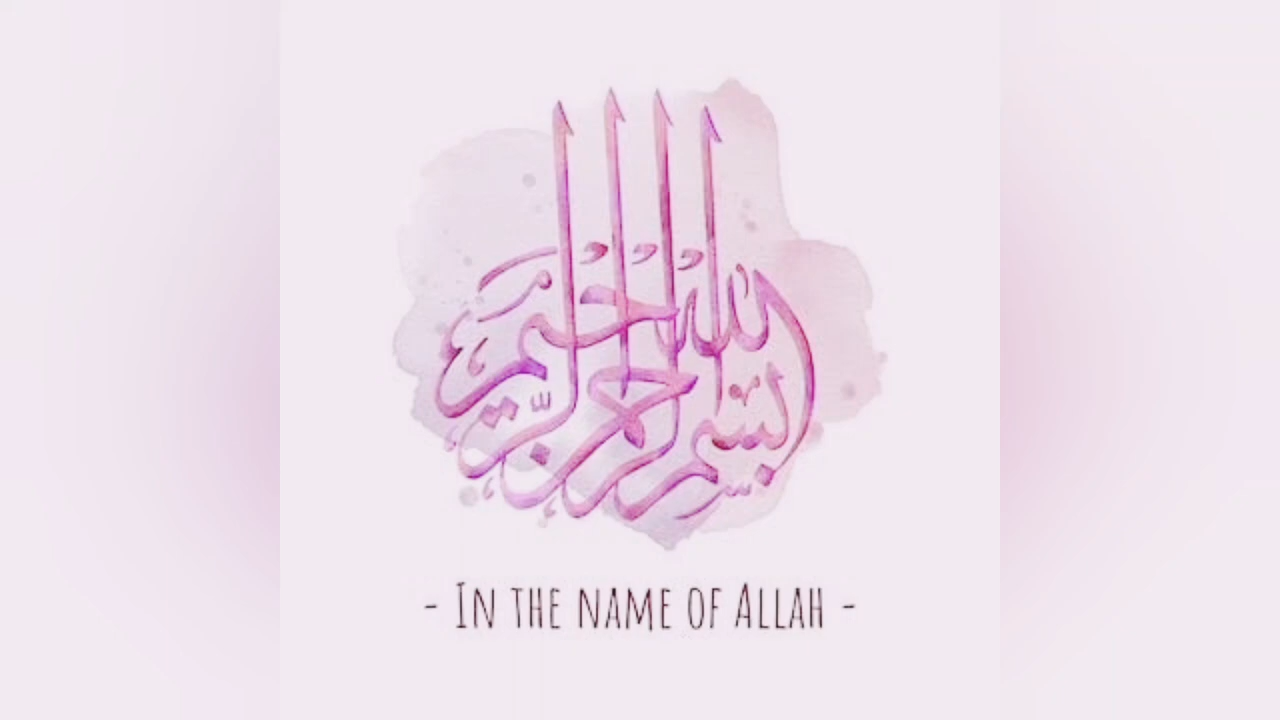 بسم الله الرحمن الرحيم
- In the name of Allah -